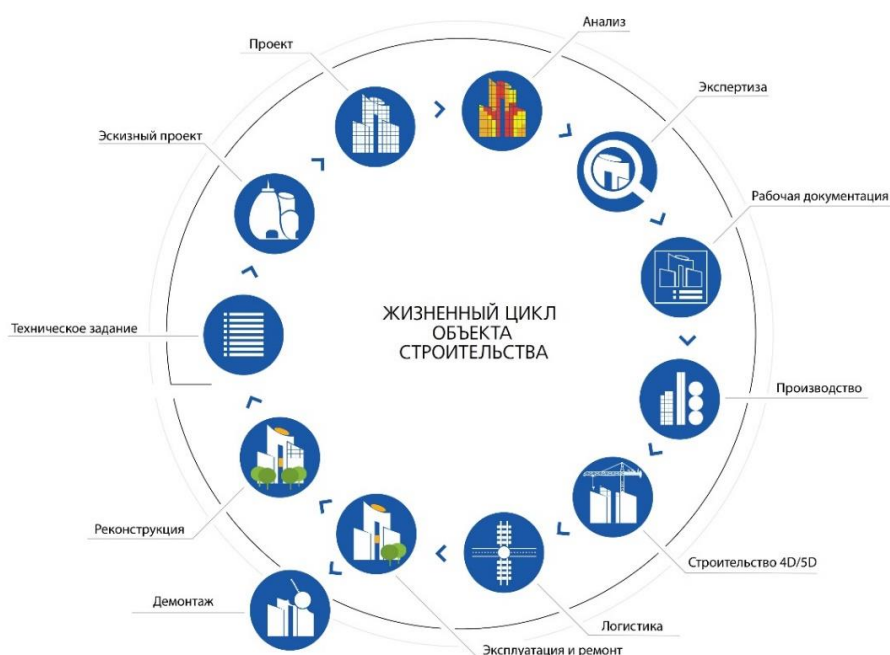 Анализ
Проект
Экспертиза
Эскизный проект
Рабочая документация
ЖИЗНЕННЫЙ ЦИКЛ
ОБЪЕКТА
СТРОИТЕЛЬСТВА
Техническое задание
Производство
Реконструкция
Строительство 4D/5D
Демонтаж
Логистика
Эксплуатация и ремонт